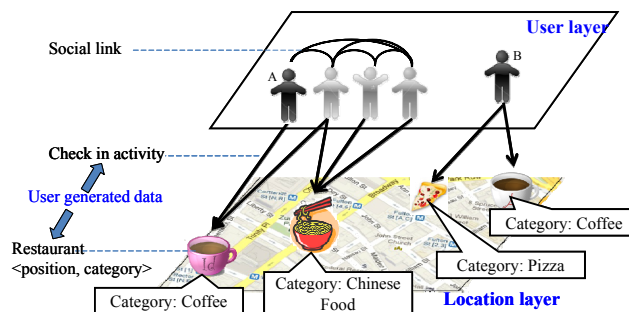 User layer
Social link
A
B
Check in activity
User generated data
Broadway
Restaurant
<position, category>
Category: Coffee
Category: Pizza
Category: Chinese
Food
Category: Coffee
Location layer